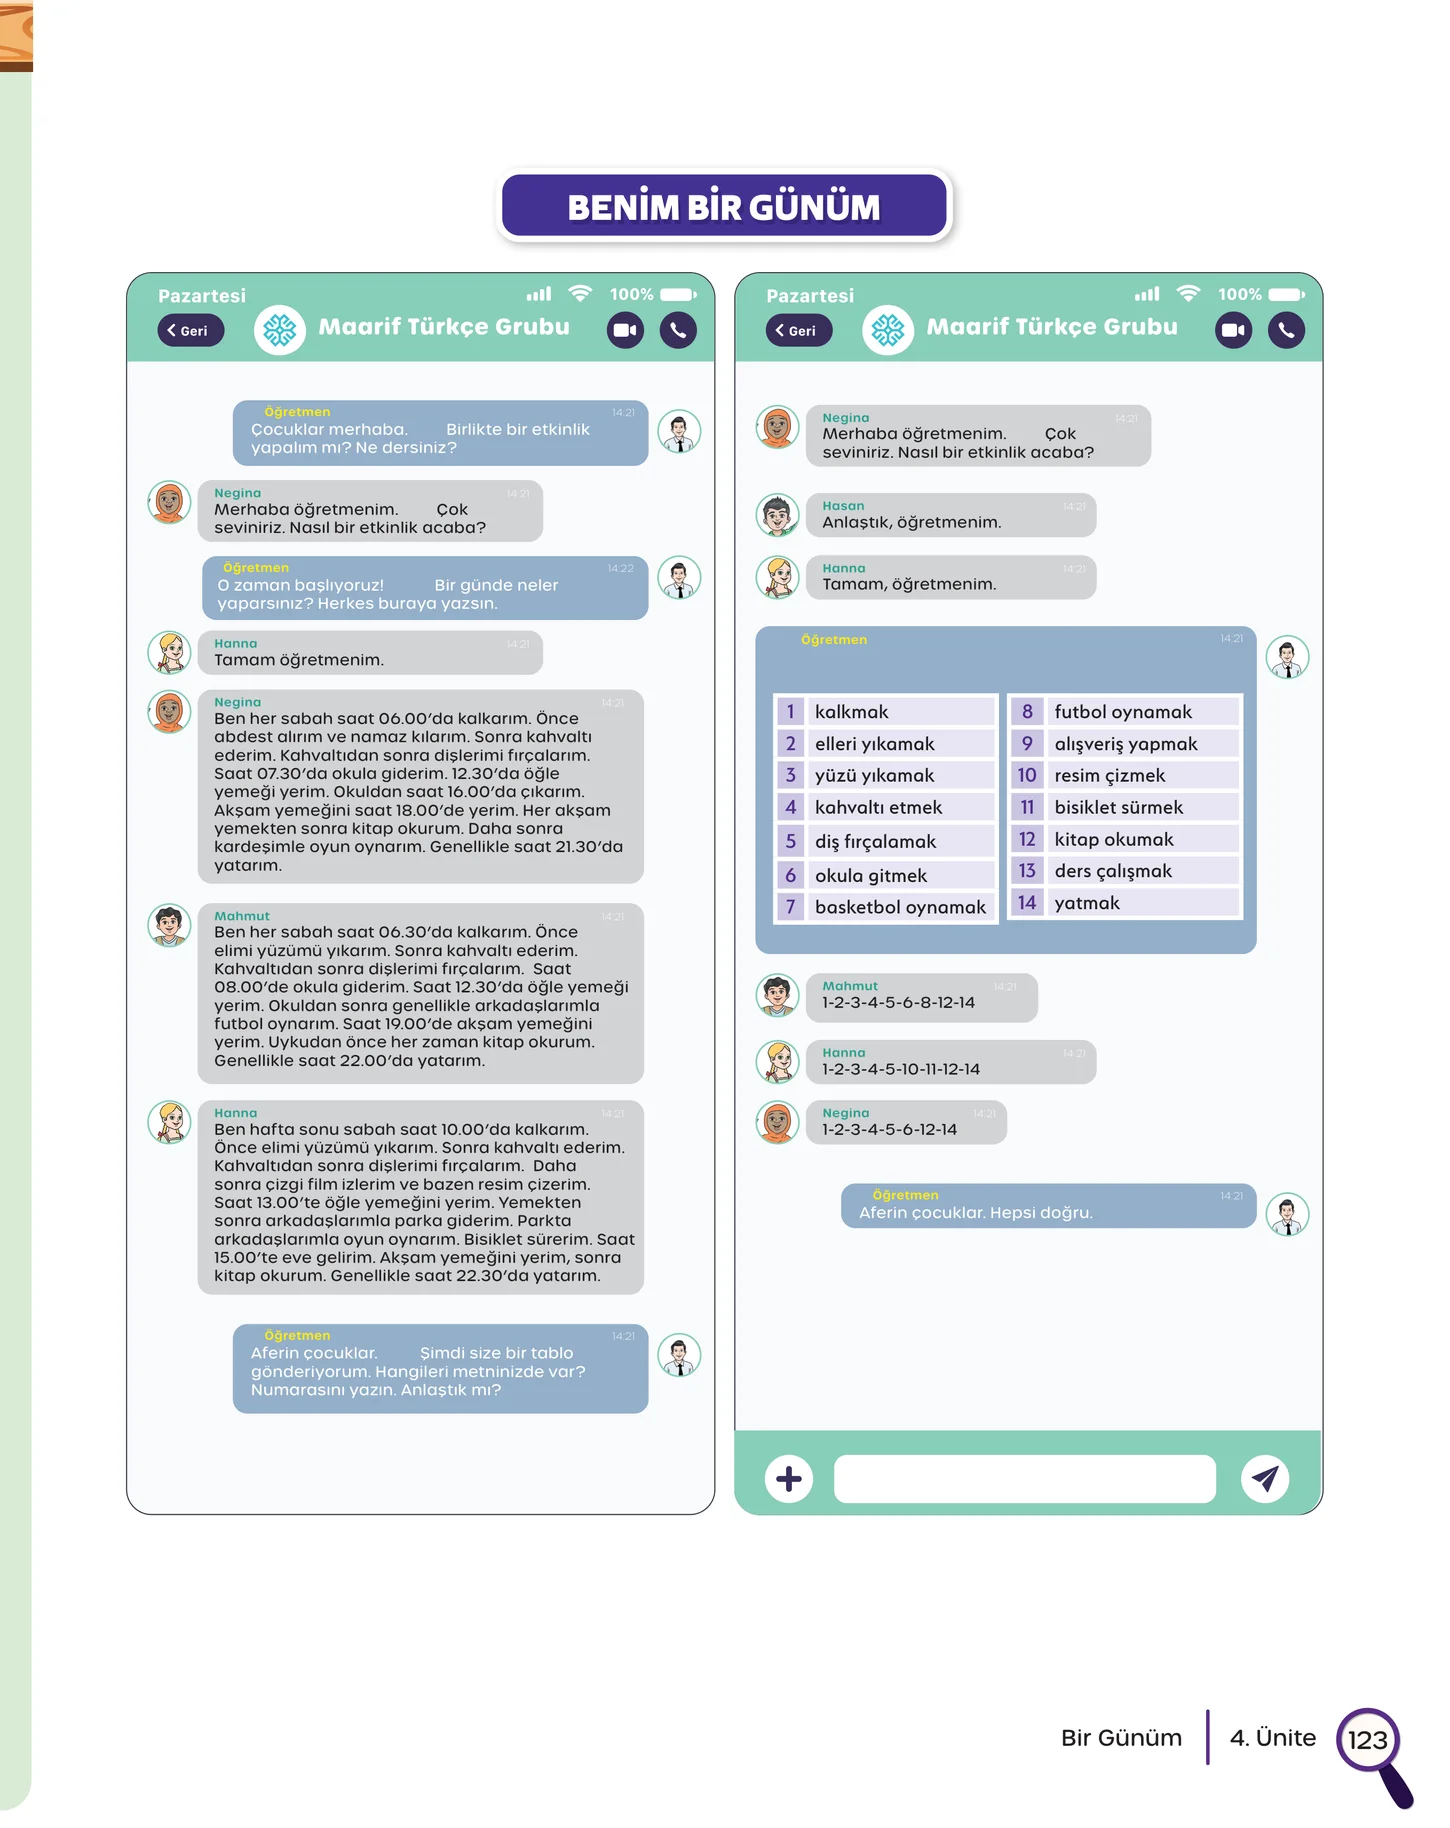 BENİM BİR GÜNÜM
Pazartesi
100%
Geri
Maarif Türkçe Grubu
Öğretmen 14:21
Çocuklar merhaba. Birlikte bir etkinlik
yapalım mı? Ne dersiniz?
Negina 14:21
Merhaba öğretmenim. Çok
seviniriz. Nasıl bir etkinlik acaba?
Öğretmen 14:22
O zaman başlıyoruz! Bir günde neler
yaparsınız? Herkes buraya yazsın.
Hanna 14:21
Tamam öğretmenim.
Negina 14:21
Ben her sabah saat 06.00’da kalkarım. Önce
abdest alırım ve namaz kılarım. Sonra kahvaltı
ederim. Kahvaltıdan sonra dişlerimi fırçalarım.
Saat 07.30’da okula giderim. 12.30’da öğle
yemeği yerim. Okuldan saat 16.00’da çıkarım.
Akşam yemeğini saat 18.00’de yerim. Her akşam
yemekten sonra kitap okurum. Daha sonra
kardeşimle oyun oynarım. Genellikle saat 21.30’da
yatarım.
Mahmut 14:21
Ben her sabah saat 06.30’da kalkarım. Önce
elimi yüzümü yıkarım. Sonra kahvaltı ederim.
Kahvaltıdan sonra dişlerimi fırçalarım. Saat
08.00’de okula giderim. Saat 12.30’da öğle yemeği
yerim. Okuldan sonra genellikle arkadaşlarımla
futbol oynarım. Saat 19.00’de akşam yemeğini
yerim. Uykudan önce her zaman kitap okurum.
Genellikle saat 22.00’da yatarım.
Hanna 14:21
Ben hafta sonu sabah saat 10.00’da kalkarım.
Önce elimi yüzümü yıkarım. Sonra kahvaltı ederim.
Kahvaltıdan sonra dişlerimi fırçalarım. Daha
sonra çizgi film izlerim ve bazen resim çizerim.
Saat 13.00’te öğle yemeğini yerim. Yemekten
sonra arkadaşlarımla parka giderim. Parkta
arkadaşlarımla oyun oynarım. Bisiklet sürerim. Saat
15.00’te eve gelirim. Akşam yemeğini yerim, sonra
kitap okurum. Genellikle saat 22.30’da yatarım.
Öğretmen 14:21
Aferin çocuklar. Şimdi size bir tablo
gönderiyorum. Hangileri metninizde var?
Numarasını yazın. Anlaştık mı?
Pazartesi
100%
Geri
Maarif Türkçe Grubu
Negina 14:21
Merhaba öğretmenim. Çok
seviniriz. Nasıl bir etkinlik acaba?
Hasan 14:21
Anlaştık, öğretmenim.
Hanna 14:21
Tamam, öğretmenim.
Öğretmen 14:21
1 kalkmak
2 elleri yıkamak
3 yüzü yıkamak
4 kahvaltı etmek
5 diş fırçalamak
6 okula gitmek
7 basketbol oynamak
8 futbol oynamak
9 alışveriş yapmak
10 resim çizmek
11 bisiklet sürmek
12 kitap okumak
13 ders çalışmak
14 yatmak
Mahmut 14:21
1-2-3-4-5-6-8-12-14
Hanna 14:21
1-2-3-4-5-10-11-12-14
Negina 14:21
1-2-3-4-5-6-12-14
Öğretmen 14:21
Aferin çocuklar. Hepsi doğru.
Bir Günüm
4. Ünite
123